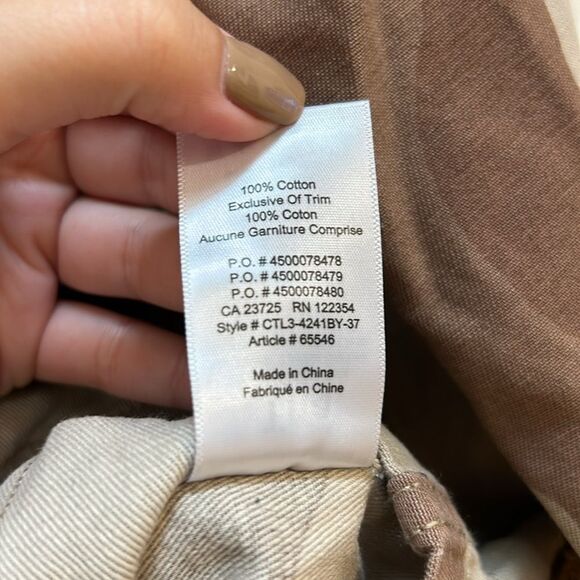 100% Cotton
Exclusive Of Trim
100% Coton
Aucune Garniture Comprise
P.O. # 4500078478
P.O. # 4500078479
P.O. # 4500078480
CA 23725 RN 122354
Style # CTL3-4241BY-37
Article # 65546
Made in China
Fabriqué en Chine